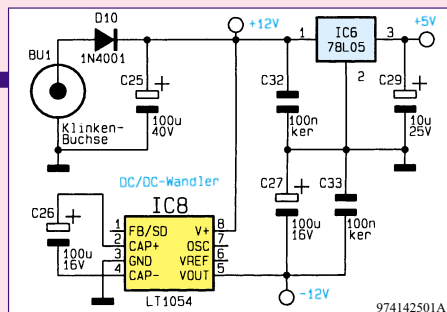 D10
1N4001
+12V
1
IC6
78L05
3
+5V
BU1
C25
+
100u
40V
C32
100n
ker
2
C29
+
10u
25V
Klinken-
Buchse
DC/DC-Wandler
C26
+
100u
16V
IC8
1
2
3
4
FB/SD
CAP+
GND
CAP-
V+
OSC
VREF
VOUT
8
7
6
5
LT1054
C27
+
100u
16V
C33
100n
ker
-12V
974142501A